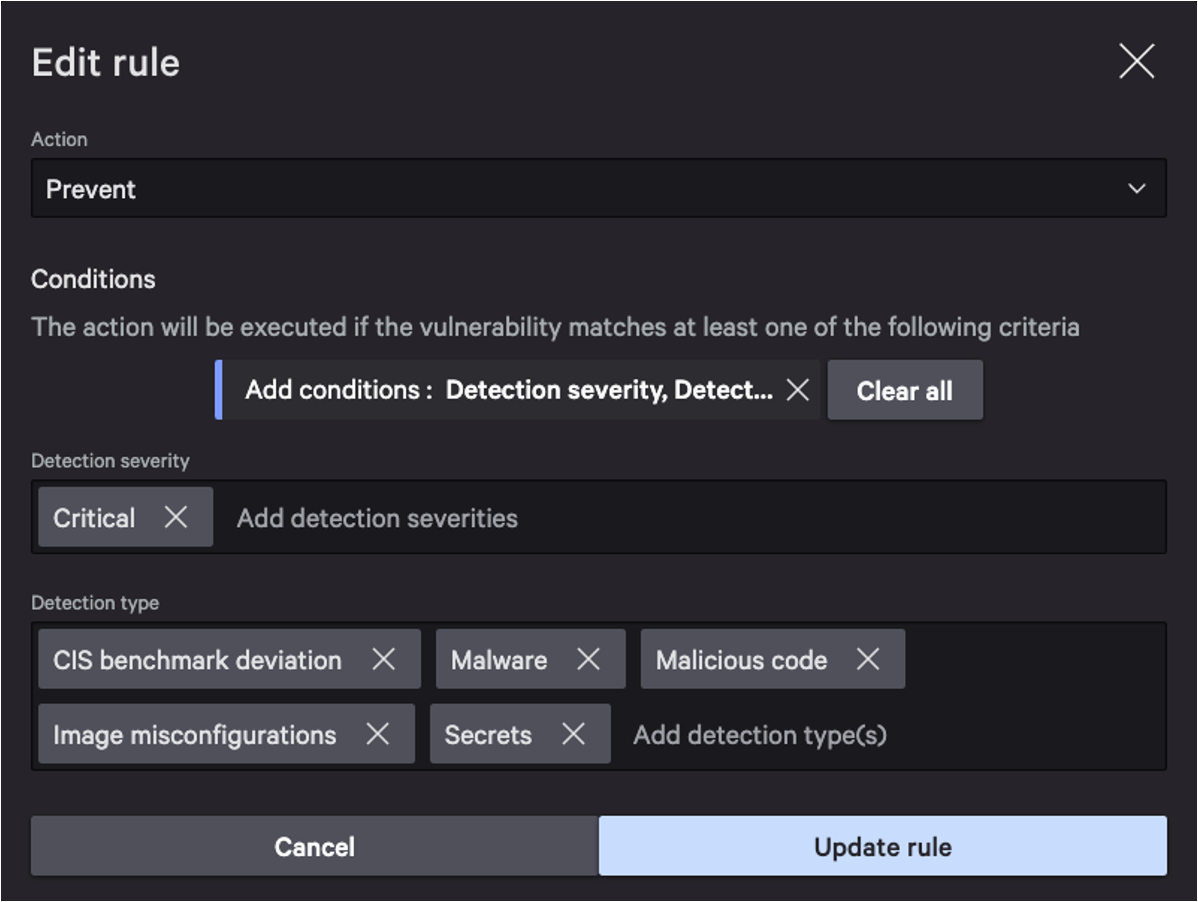 Edit rule
Action
Prevent
Conditions
The action will be executed if the vulnerability matches at least one of the following criteria
Add conditions : Detection severity, Detect... Clear all
Detection severity
Critical Add detection severities
Detection type
CIS benchmark deviation Malware Malicious code
Image misconfigurations Secrets Add detection type(s)
Cancel Update rule